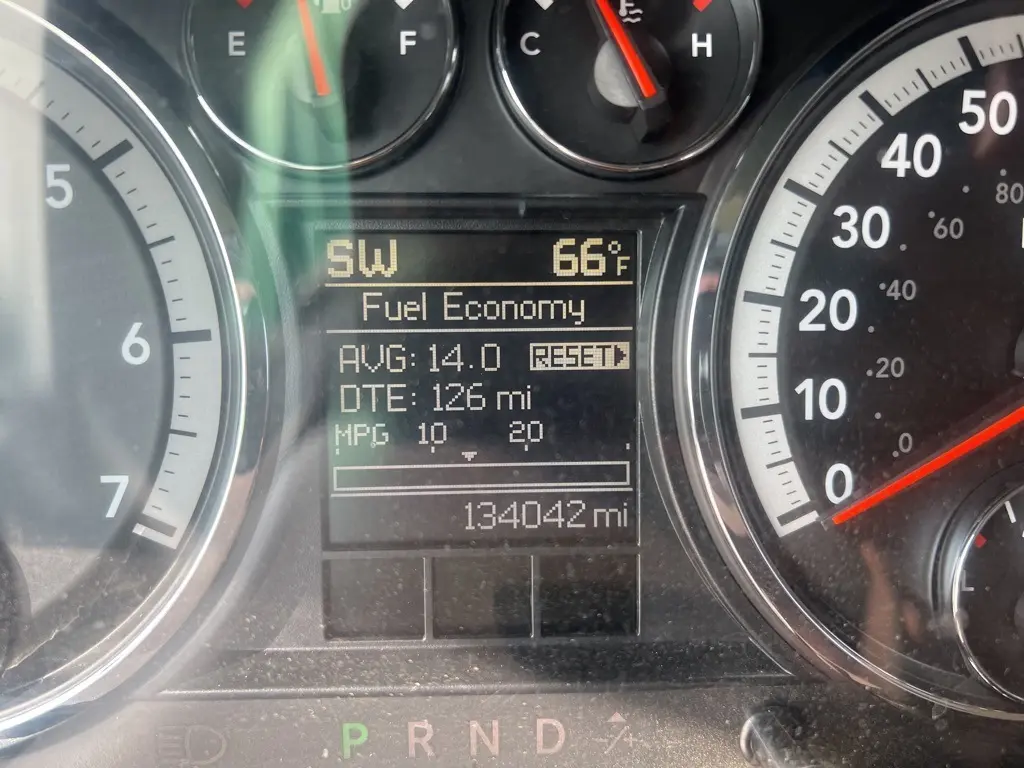 E F
C H
5
6
7
SW 66°F
Fuel Economy
AVG: 14.0 RESET
DTE: 126 mi
MPG 10 20
134042 mi
50
40
30
20
10
0
80
60
40
20
0
P R N D
L